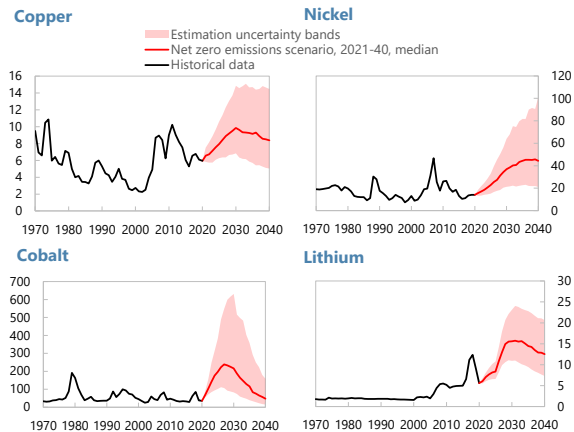 Copper
Nickel
Estimation uncertainty bands
Net zero emissions scenario, 2021-40, median
Historical data
16
14
12
10
8
6
4
2
0
1970 1980 1990 2000 2010 2020 2030 2040
120
100
80
60
40
20
0
1970 1980 1990 2000 2010 2020 2030 2040
Cobalt
Lithium
700
600
500
400
300
200
100
0
1970 1980 1990 2000 2010 2020 2030 2040
30
25
20
15
10
5
0
1970 1980 1990 2000 2010 2020 2030 2040